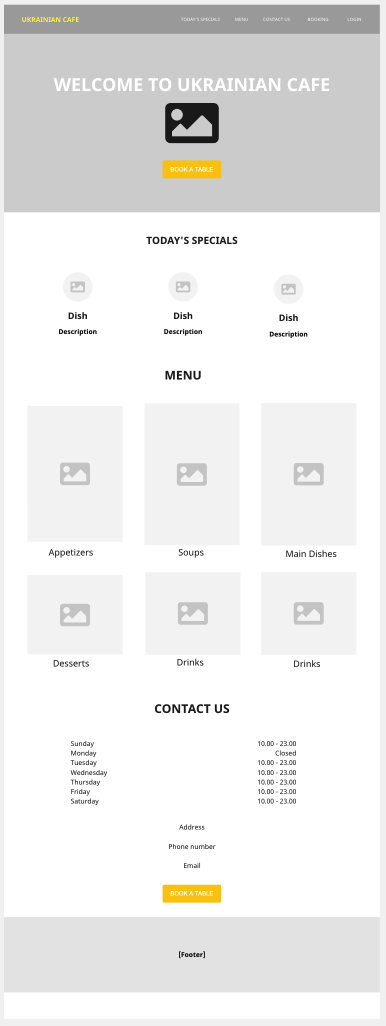 UKRAINIAN CAFE
TODAY'S SPECIALS MENU CONTACT US BOOKING LOGIN
WELCOME TO UKRAINIAN CAFE
BOOK A TABLE
TODAY'S SPECIALS
Dish Dish Dish
Description Description Description
MENU
Appetizers Soups Main Dishes
Desserts Drinks Drinks
CONTACT US
Sunday 10.00 - 23.00
Monday Closed
Tuesday 10.00 - 23.00
Wednesday 10.00 - 23.00
Thursday 10.00 - 23.00
Friday 10.00 - 23.00
Saturday 10.00 - 23.00
Address
Phone number
Email
BOOK A TABLE
[Footer]